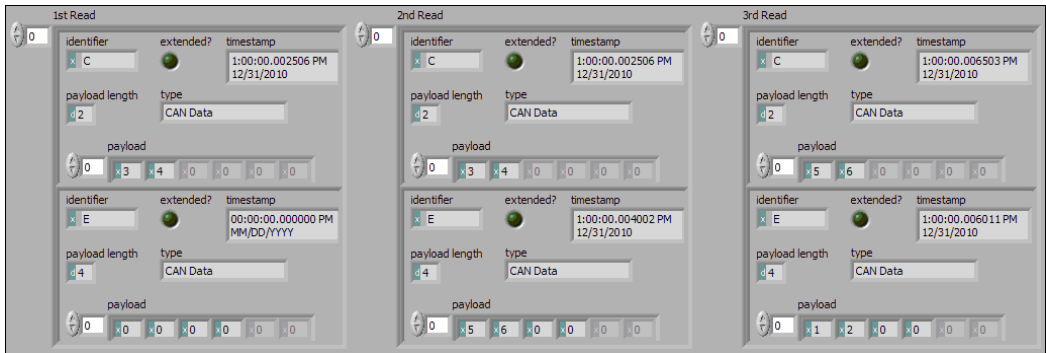 1st Read
0
identifier extended? timestamp
x C
1:00:00.002506 PM
12/31/2010
payload length type
d 2
CAN Data
payload
0
x 3 x 4 x 0 x 0 x 0 x 0
identifier extended? timestamp
x E
00:00:00.000000 PM
MM/DD/YYYY
payload length type
d 4
CAN Data
payload
0
x 0 x 0 x 0 x 0 x 0 x 0
2nd Read
0
identifier extended? timestamp
x C
1:00:00.002506 PM
12/31/2010
payload length type
d 2
CAN Data
payload
0
x 3 x 4 x 0 x 0 x 0 x 0
identifier extended? timestamp
x E
1:00:00.004002 PM
12/31/2010
payload length type
d 4
CAN Data
payload
0
x 5 x 6 x 0 x 0 x 0 x 0
3rd Read
0
identifier extended? timestamp
x C
1:00:00.006503 PM
12/31/2010
payload length type
d 2
CAN Data
payload
0
x 5 x 6 x 0 x 0 x 0 x 0
identifier extended? timestamp
x E
1:00:00.006011 PM
12/31/2010
payload length type
d 4
CAN Data
payload
0
x 1 x 2 x 0 x 0 x 0 x 0